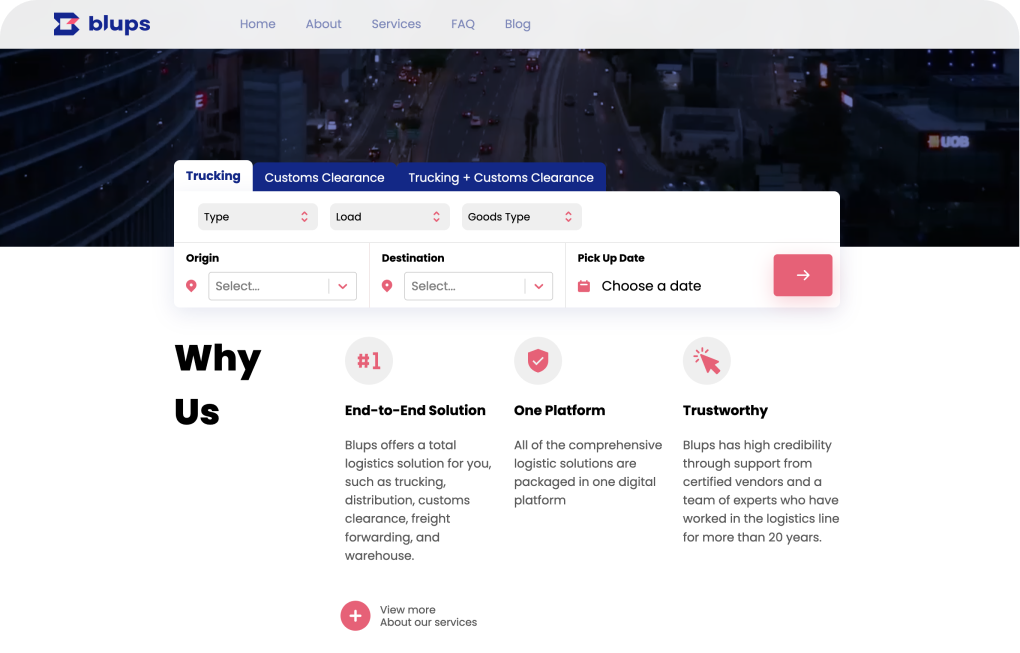 blups
Home
About
Services
FAQ
Blog
UOB
Trucking
Customs Clearance
Trucking + Customs Clearance
Type
Load
Goods Type
Origin
Select...
Destination
Select...
Pick Up Date
Choose a date
Why
Us
#1
End-to-End Solution
Blups offers a total
logistics solution for you,
such as trucking,
distribution, customs
clearance, freight
forwarding, and
warehouse.
One Platform
All of the comprehensive
logistic solutions are
packaged in one digital
platform
Trustworthy
Blups has high credibility
through support from
certified vendors and a
team of experts who have
worked in the logistics line
for more than 20 years.
View more
About our services